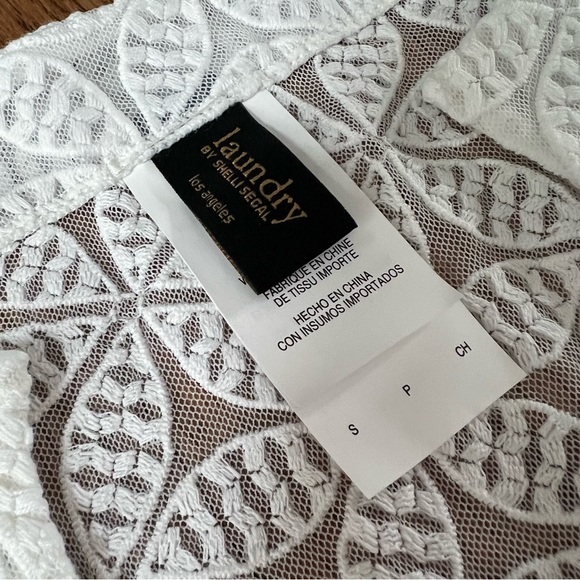 laundry
BY SHELLI SEGAL
los angeles
FABRIQUE EN CHINE
DE TISSU IMPORTE
HECHO EN CHINA
CON INSUMOS IMPORTADOS
S P CH